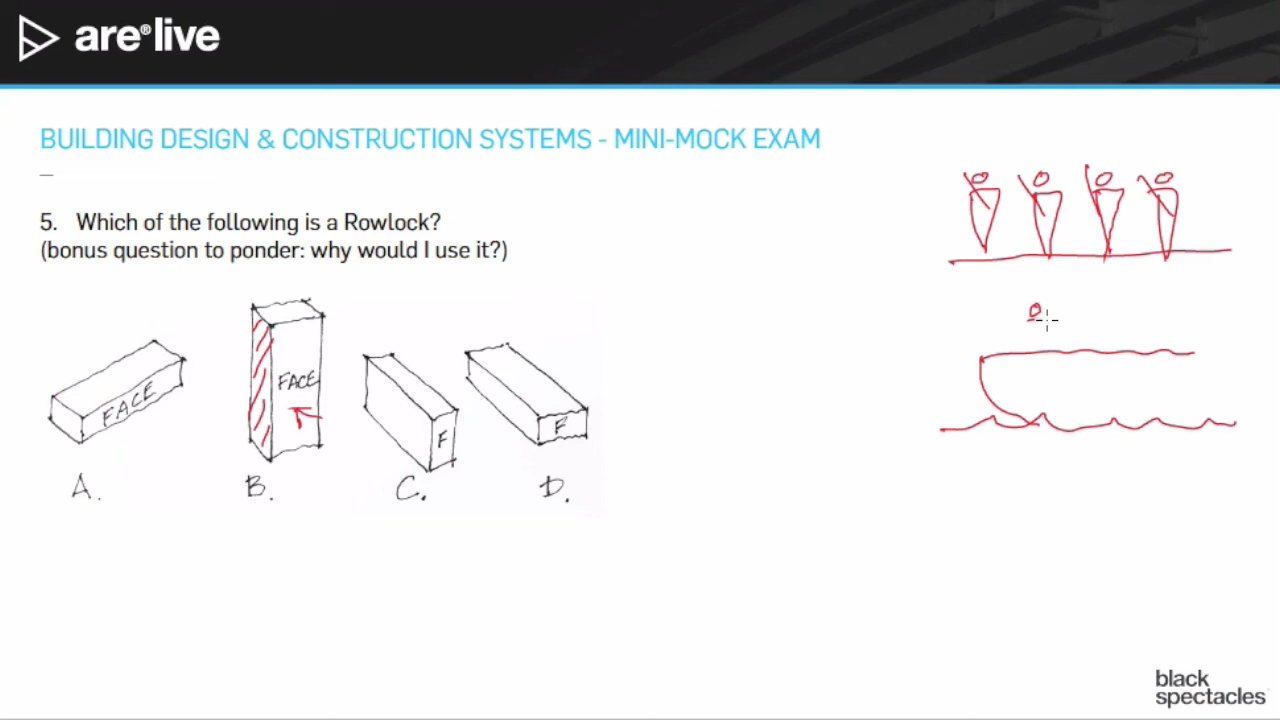 are®live
BUILDING DESIGN & CONSTRUCTION SYSTEMS - MINI-MOCK EXAM
5. Which of the following is a Rowlock?
(bonus question to ponder: why would I use it?)
FACE
FACE
F
F
A.
B.
C.
D.
black
spectacles